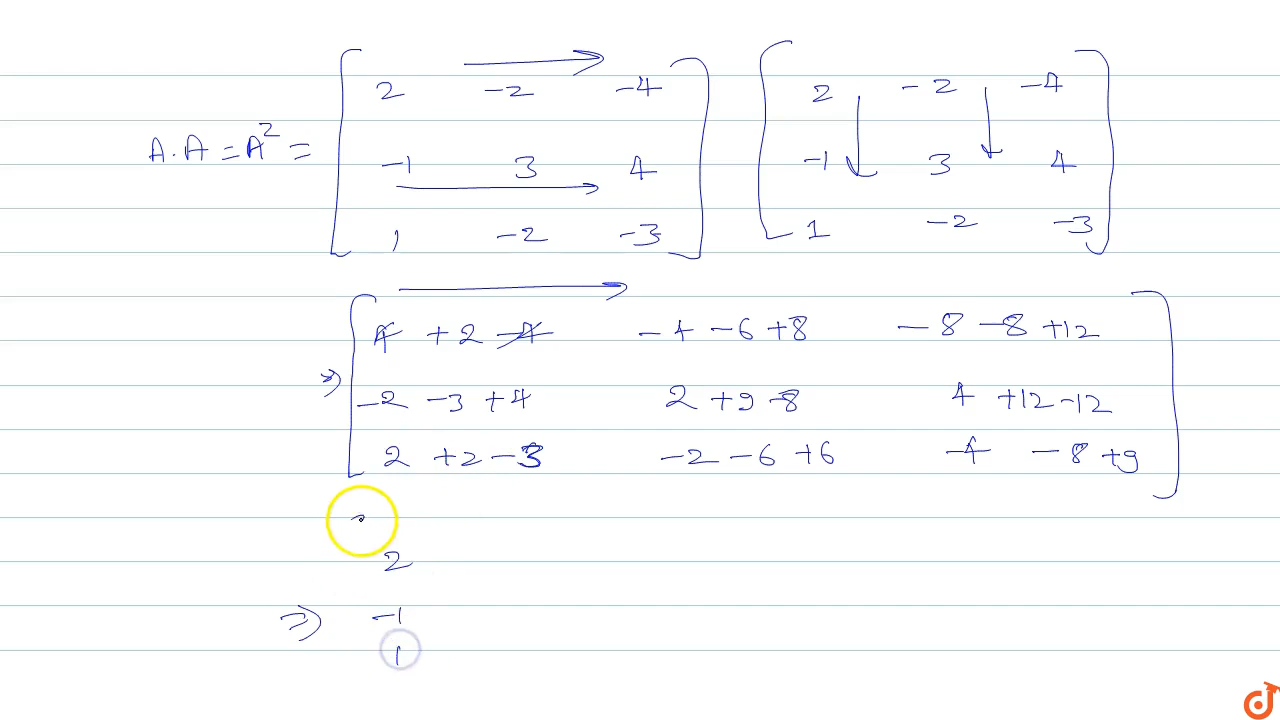 2 -2 -4 2 -2 -4
A.A = A² =
-1 3 4 -1 3 4
1 -2 -3 1 -2 -3
4 +2 -4 -4 -6 +8 -8 -8 +12
⇒ -2 -3 +4 2 +9 -8 4 +12 -12
2 +2 -3 -2 -6 +6 -4 -8 +9
2
⇒ -1
1